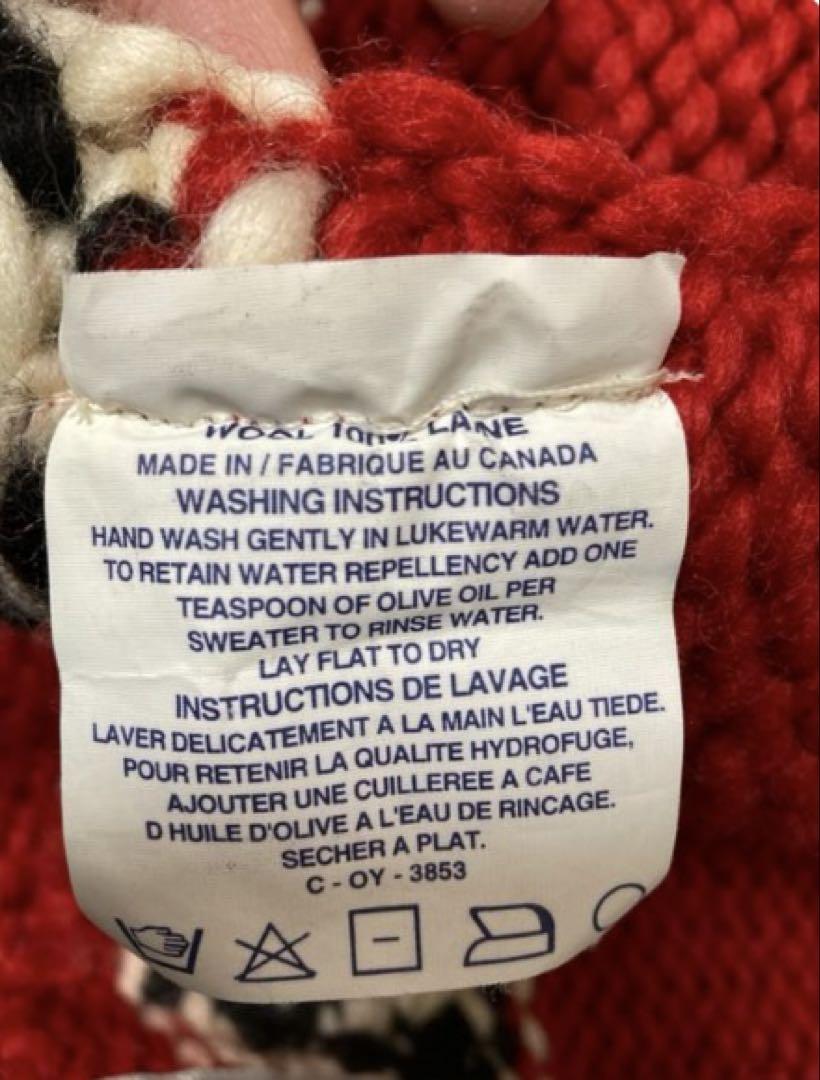 WOOL 100% LAINE
MADE IN / FABRIQUE AU CANADA
WASHING INSTRUCTIONS
HAND WASH GENTLY IN LUKEWARM WATER.
TO RETAIN WATER REPELLENCY ADD ONE
TEASPOON OF OLIVE OIL PER
SWEATER TO RINSE WATER.
LAY FLAT TO DRY
INSTRUCTIONS DE LAVAGE
LAVER DELICATEMENT A LA MAIN L'EAU TIEDE.
POUR RETENIR LA QUALITE HYDROFUGE,
AJOUTER UNE CUILLEREE A CAFE
D HUILE D'OLIVE A L'EAU DE RINCAGE.
SECHER A PLAT.
C - OY - 3853